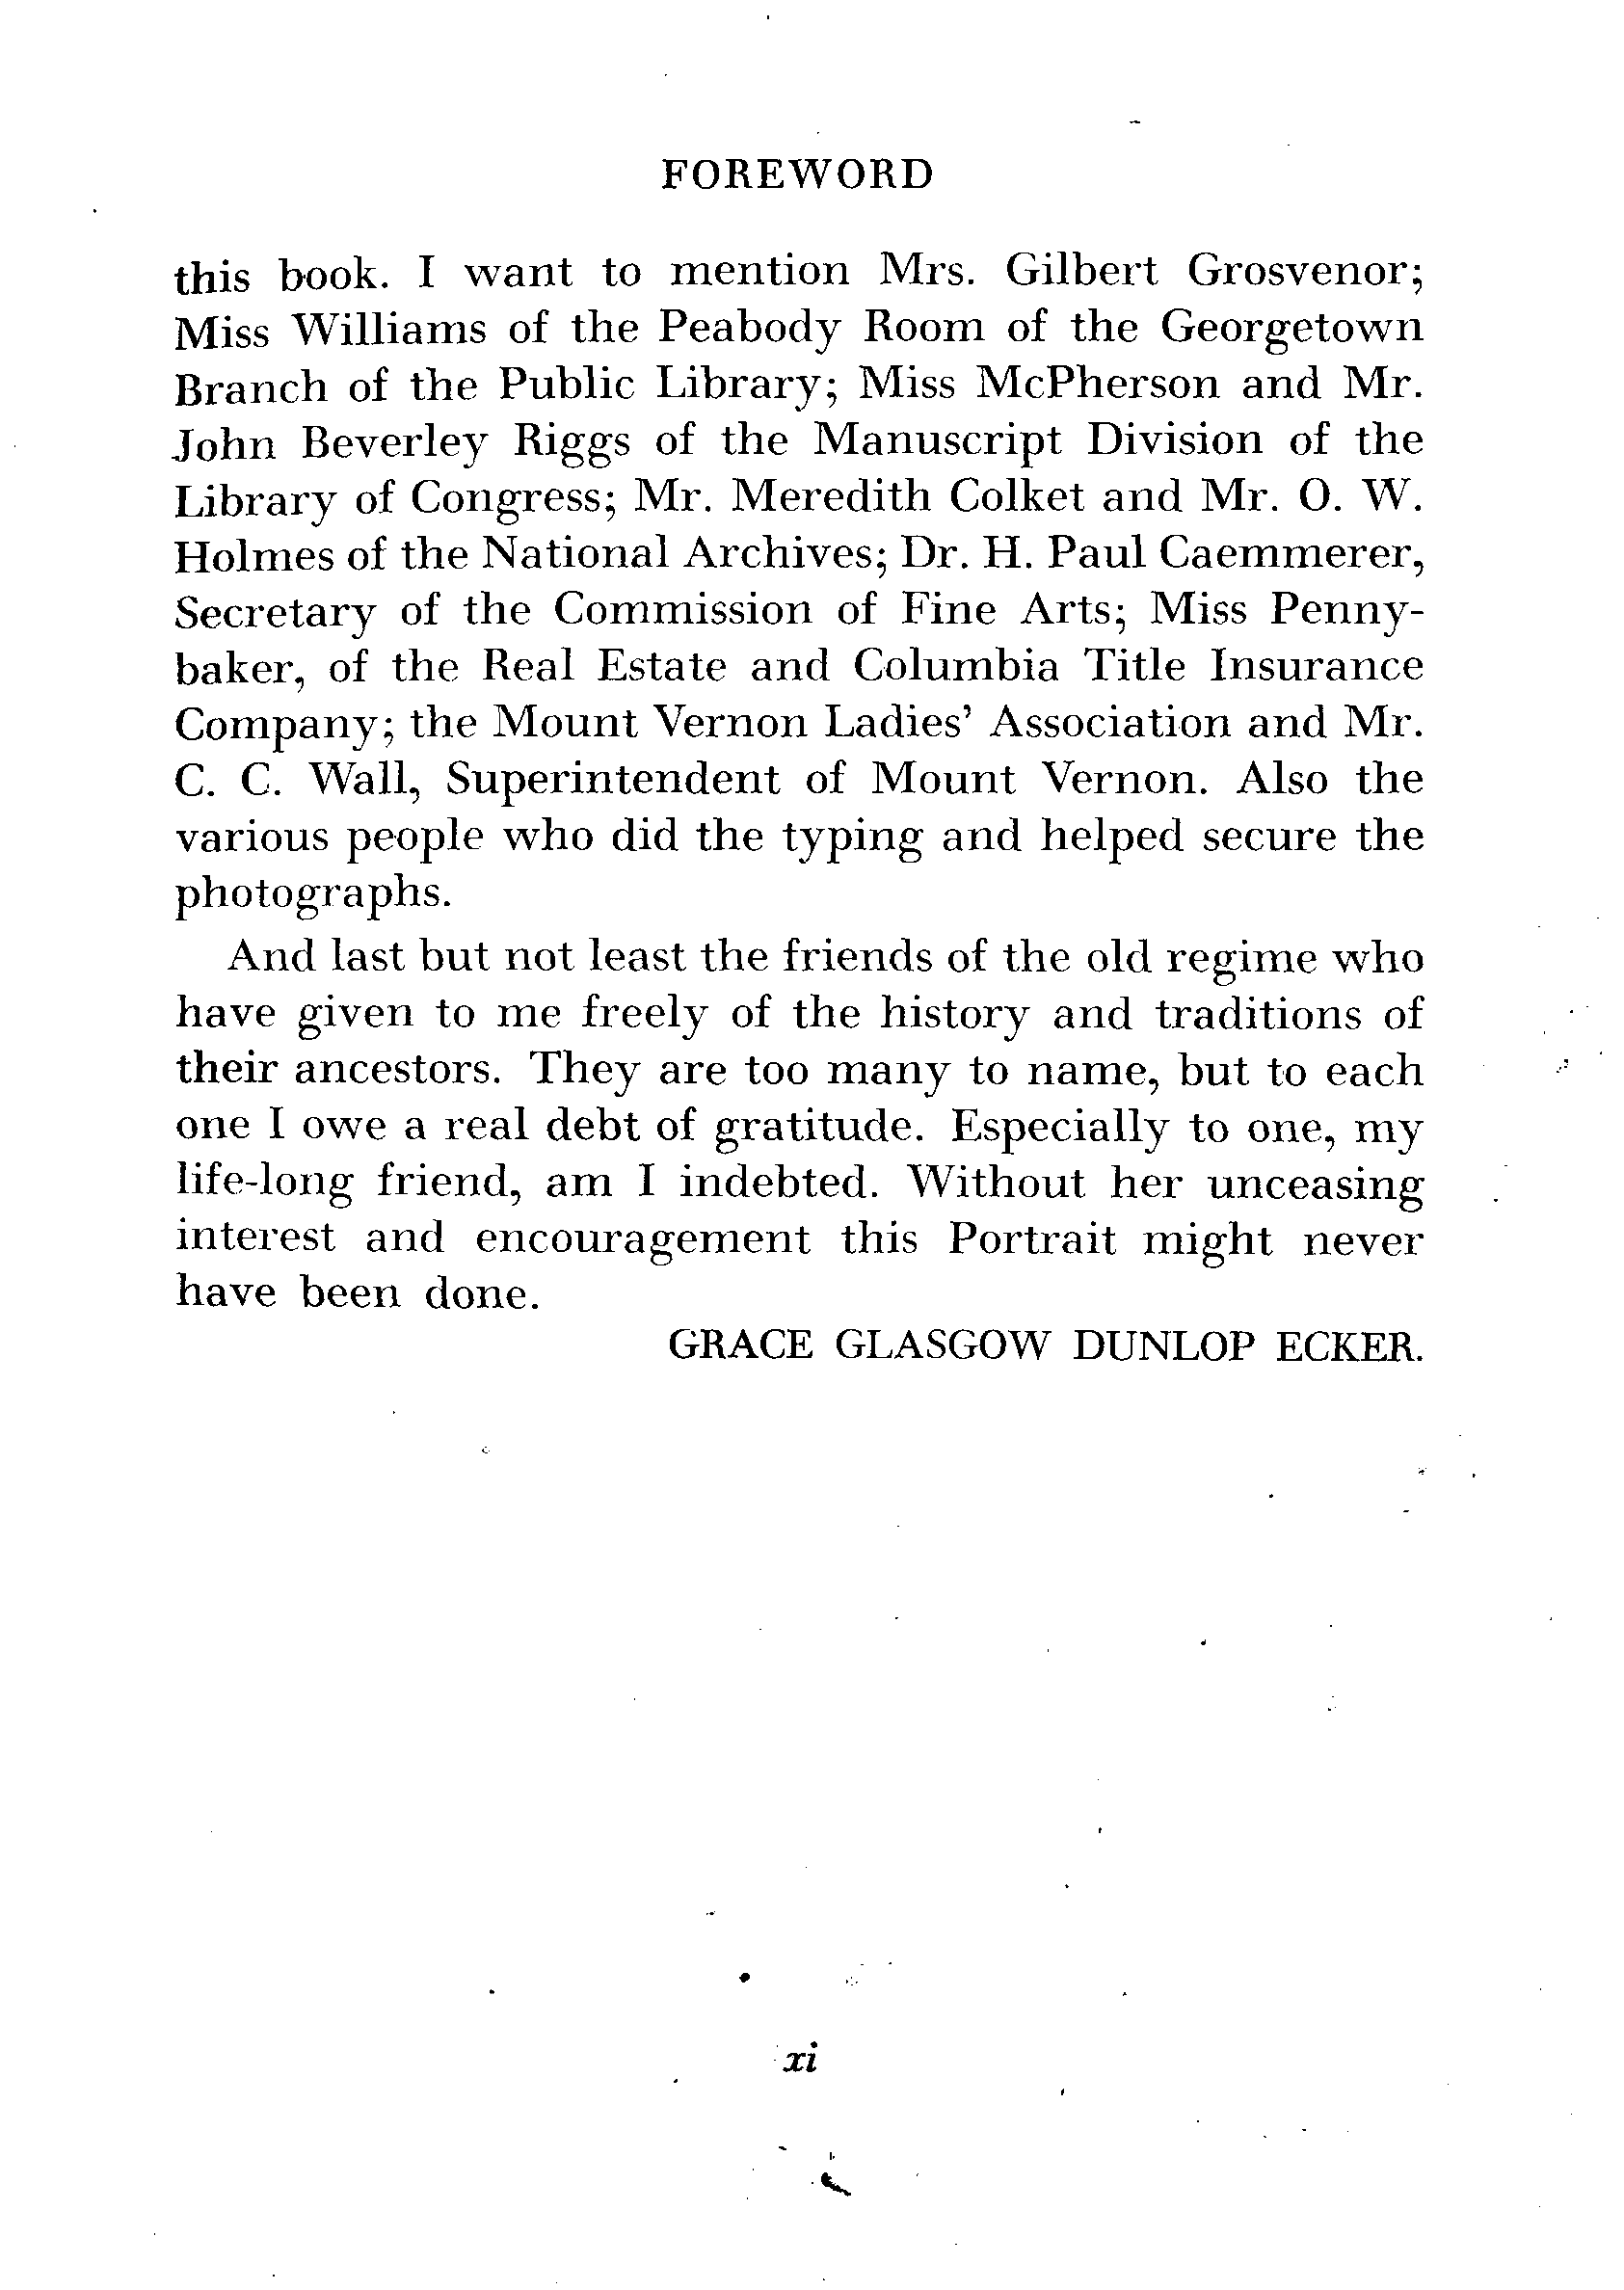 FOREWORD
this book. I want to mention Mrs. Gilbert Grosvenor;
Miss Williams of the Peabody Room of the Georgetown
Branch of the Public Library; Miss McPherson and Mr.
John Beverley Riggs of the Manuscript Division of the
Library of Congress; Mr. Meredith Colket and Mr. O. W.
Holmes of the National Archives; Dr. H. Paul Caemmerer,
Secretary of the Commission of Fine Arts; Miss Penny-
baker, of the Real Estate and Columbia Title Insurance
Company; the Mount Vernon Ladies' Association and Mr.
C. C. Wall, Superintendent of Mount Vernon. Also the
various people who did the typing and helped secure the
photographs.
And last but not least the friends of the old regime who
have given to me freely of the history and traditions of
their ancestors. They are too many to name, but to each
one I owe a real debt of gratitude. Especially to one, my
life-long friend, am I indebted. Without her unceasing
interest and encouragement this Portrait might never
have been done.
GRACE GLASGOW DUNLOP ECKER.
xi